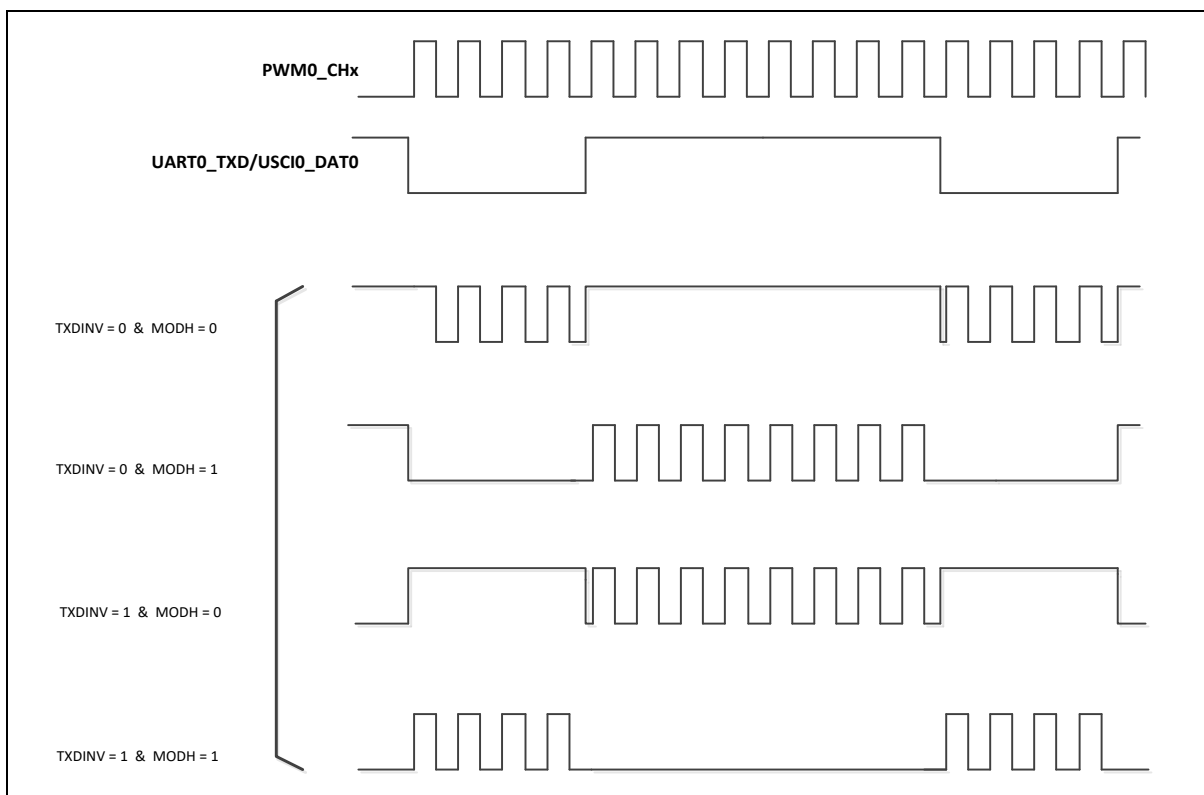 PWM0_CHx
UART0_TXD/USCI0_DAT0
TXDINV = 0 & MODH = 0
TXDINV = 0 & MODH = 1
TXDINV = 1 & MODH = 0
TXDINV = 1 & MODH = 1